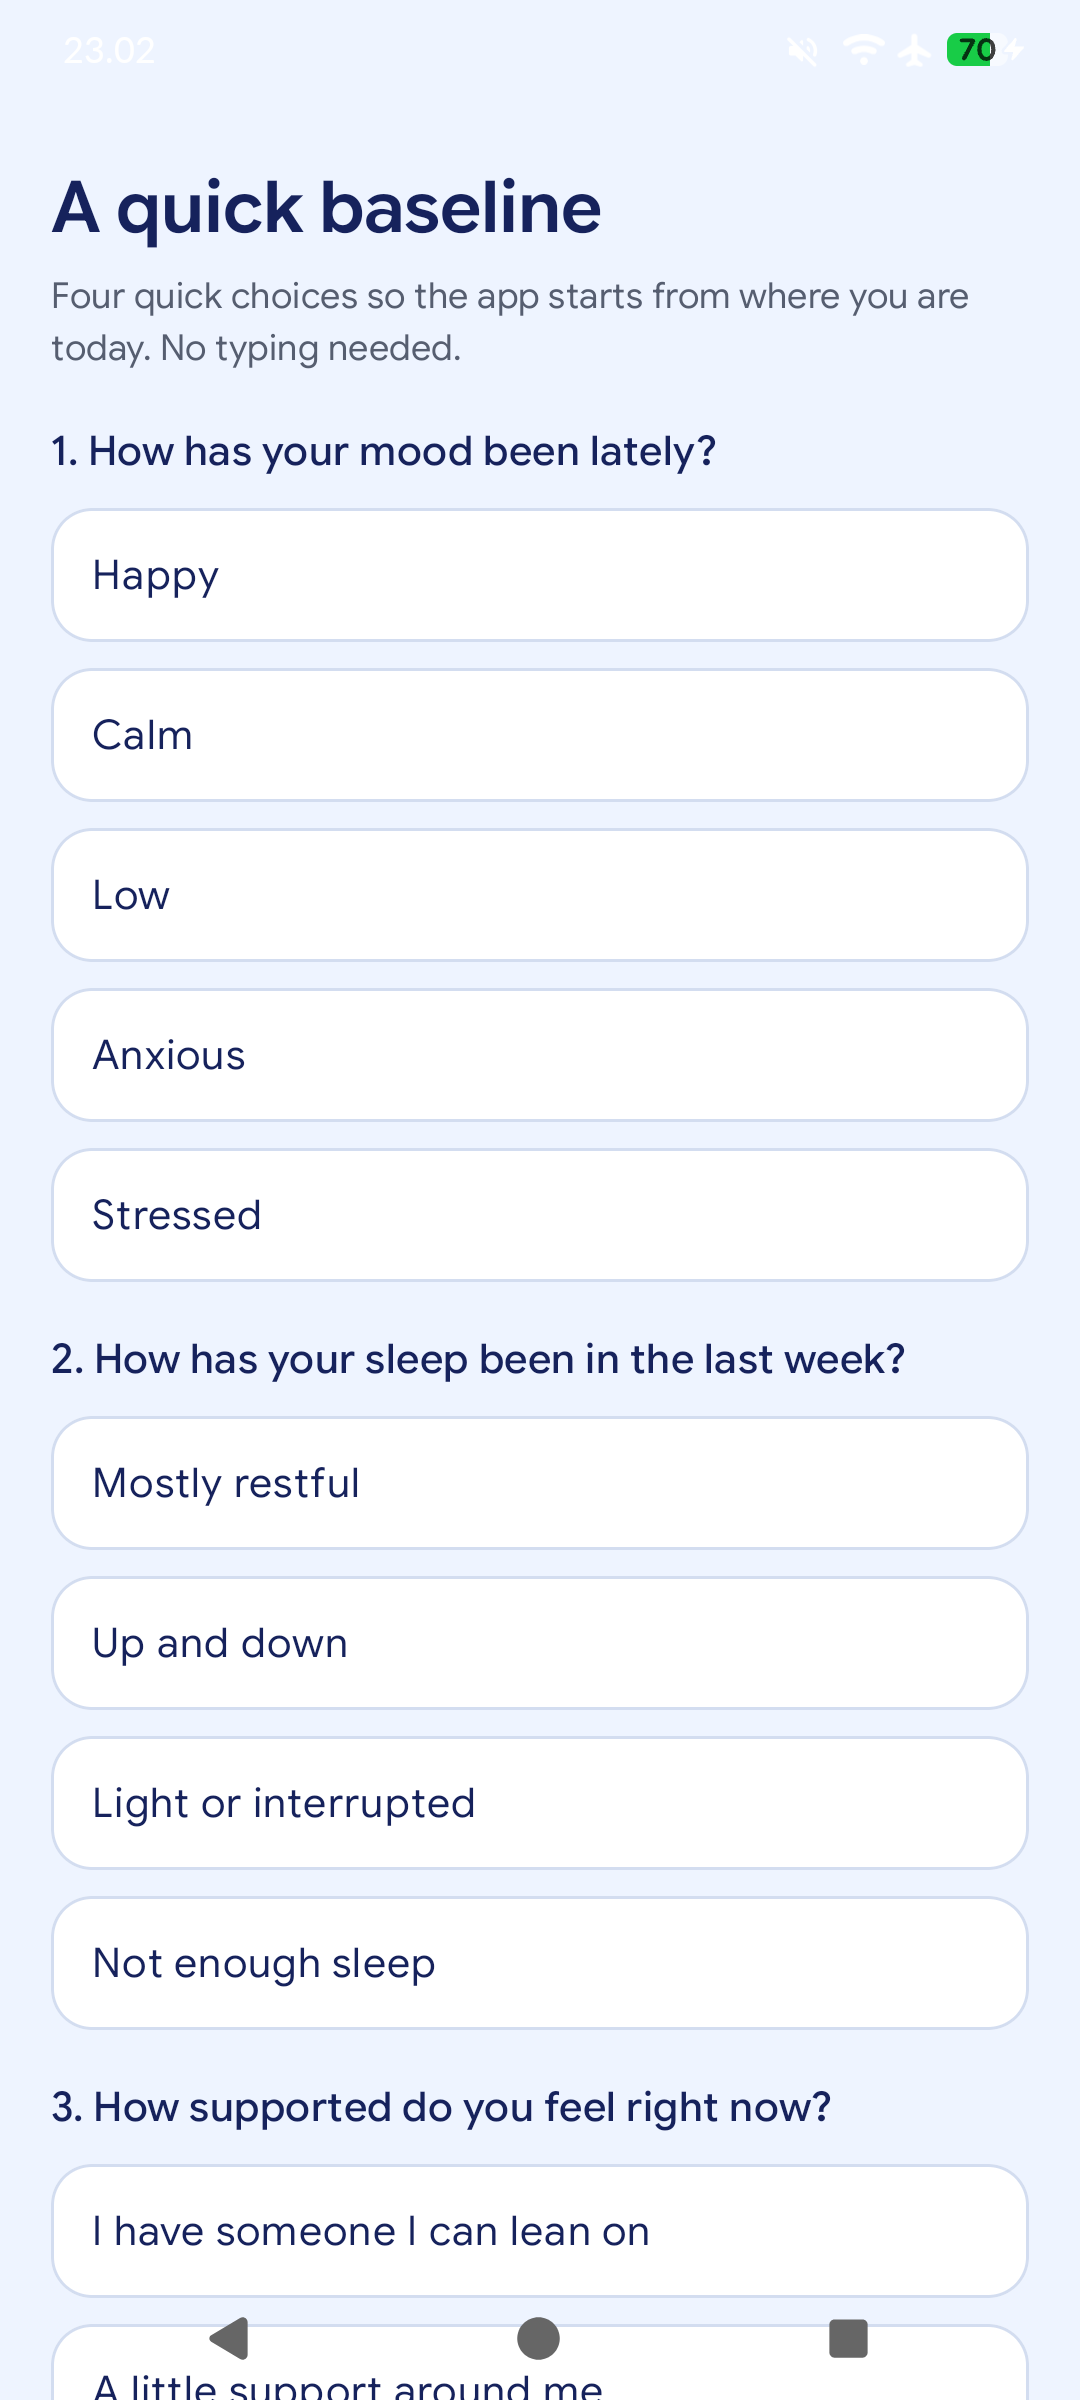 23.02
70
A quick baseline
Four quick choices so the app starts from where you are
today. No typing needed.
1. How has your mood been lately?
Happy
Calm
Low
Anxious
Stressed
2. How has your sleep been in the last week?
Mostly restful
Up and down
Light or interrupted
Not enough sleep
3. How supported do you feel right now?
I have someone I can lean on
A little support around me